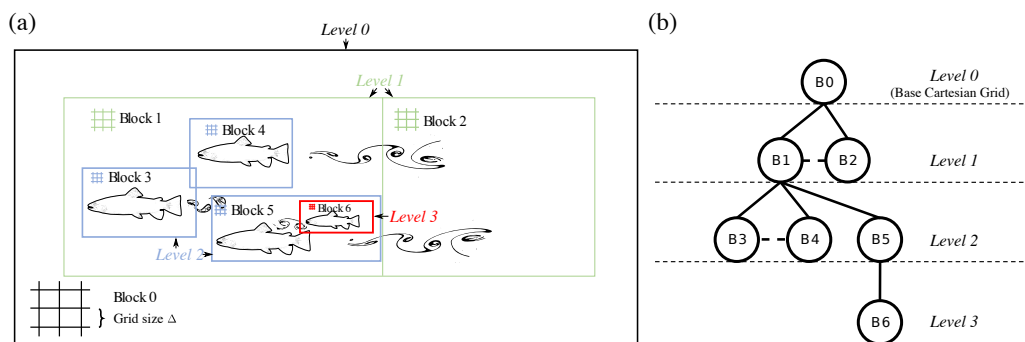 (a)
Level 0
Level 1
Block 1
Block 2
Block 4
Block 3
Block 5
Block 6
Level 3
Level 2
Block 0
Grid size Δ
(b)
B0
Level 0
(Base Cartesian Grid)
B1
B2
Level 1
B3
B4
B5
Level 2
B6
Level 3